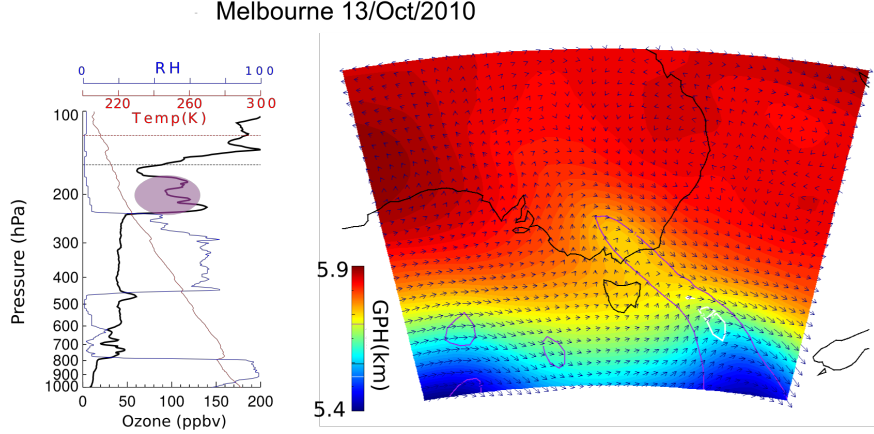 Melbourne 13/Oct/2010
0 RH 100
220 260 300
Temp(K)
100
200
300
400
500
600
700
800
900
1000
Pressure (hPa)
0 50 100 150 200
Ozone (ppbv)
5.9
GPH(km)
5.4